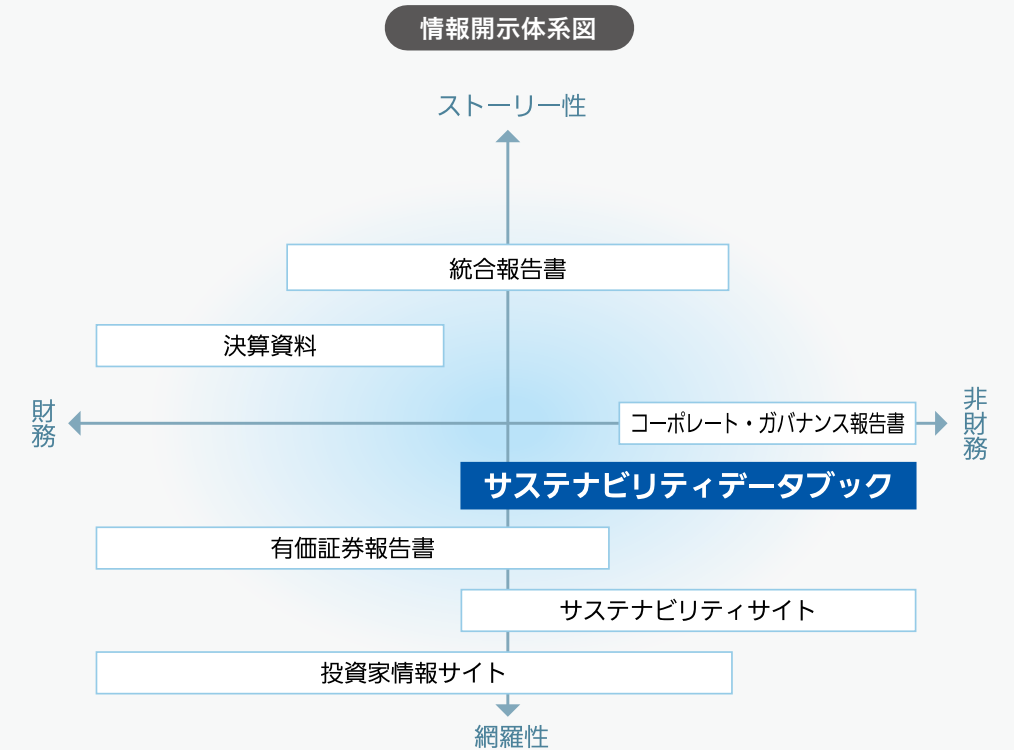 情報開示体系図
ストーリー性
統合報告書
決算資料
財務
コーポレート・ガバナンス報告書
非財務
サステナビリティデータブック
有価証券報告書
サステナビリティサイト
投資家情報サイト
網羅性